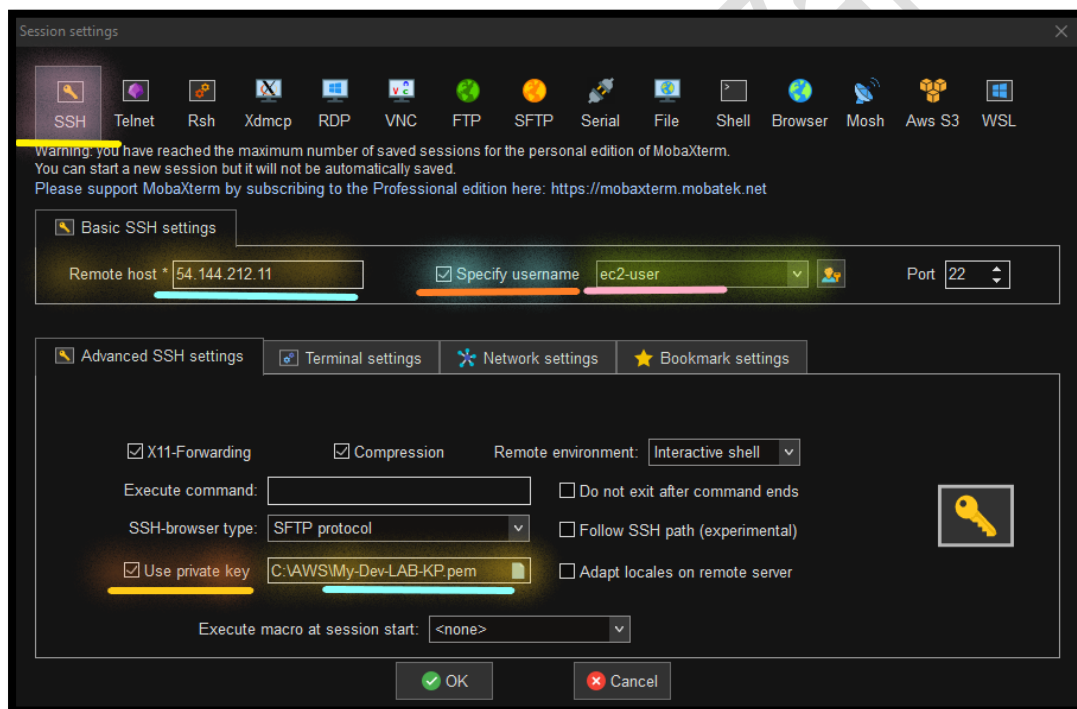 Session settings
SSH Telnet Rsh Xdmcp RDP VNC FTP SFTP Serial File Shell Browser Mosh Aws S3 WSL
Warning: you have reached the maximum number of saved sessions for the personal edition of MobaXterm.
You can start a new session but it will not be automatically saved.
Please support MobaXterm by subscribing to the Professional edition here: https://mobaxterm.mobatek.net
Basic SSH settings
Remote host * 54.144.212.11 Specify username ec2-user Port 22
Advanced SSH settings Terminal settings Network settings Bookmark settings
X11-Forwarding Compression Remote environment: Interactive shell
Execute command: Do not exit after command ends
SSH-browser type: SFTP protocol Follow SSH path (experimental)
Use private key C:\AWS\My-Dev-LAB-KP.pem Adapt locales on remote server
Execute macro at session start: <none>
OK Cancel